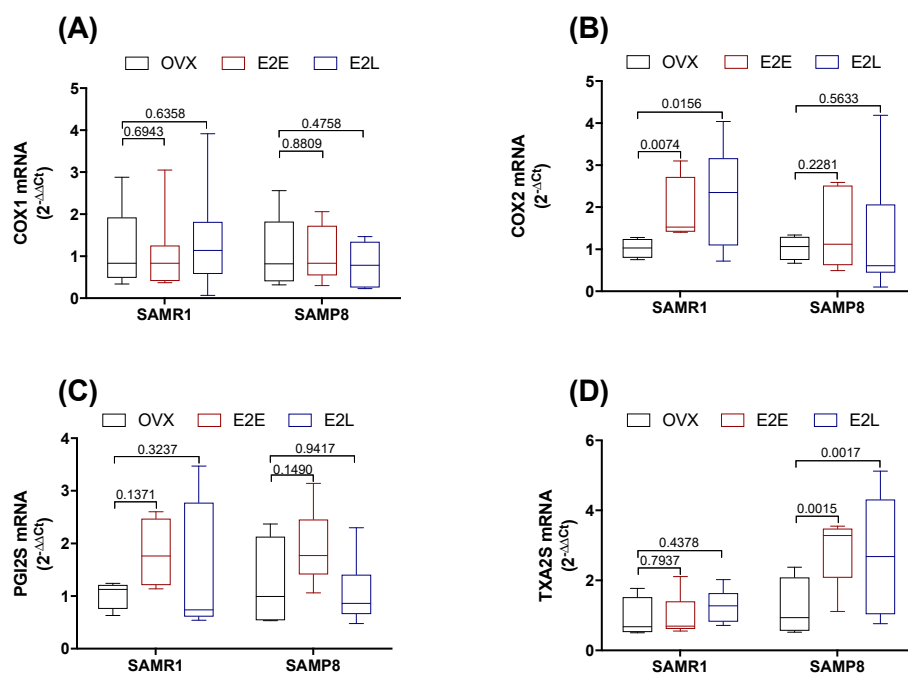 (A)
OVX E2E E2L
COX1 mRNA
(2-ΔΔCt)
5
4
3
2
1
0
0.6358
0.6943
0.4758
0.8809
SAMR1 SAMP8
(B)
OVX E2E E2L
COX2 mRNA
(2-ΔΔCt)
5
4
3
2
1
0
0.0156
0.0074
0.5633
0.2281
SAMR1 SAMP8
(C)
OVX E2E E2L
PGI2S mRNA
(2-ΔΔCt)
4
3
2
1
0
0.3237
0.1371
0.9417
0.1490
SAMR1 SAMP8
(D)
OVX E2E E2L
TXA2S mRNA
(2-ΔΔCt)
6
4
2
0
0.4378
0.7937
0.0017
0.0015
SAMR1 SAMP8